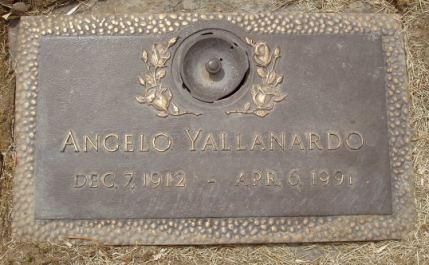 ANGELO YALLANARDO
DEC. 7, 1912 - APR. 6, 1991